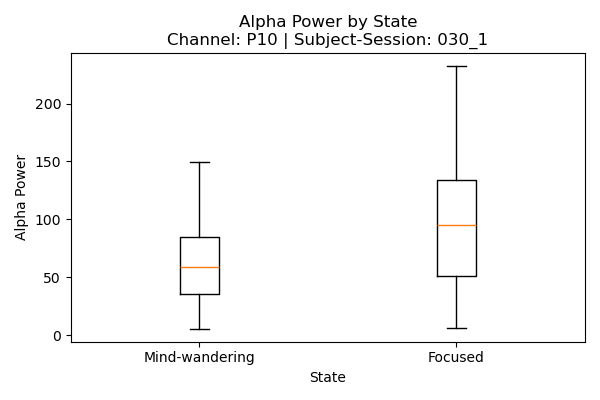 Alpha Power by State
Channel: P10 | Subject-Session: 030_1
Alpha Power
200
150
100
50
0
Mind-wandering
Focused
State